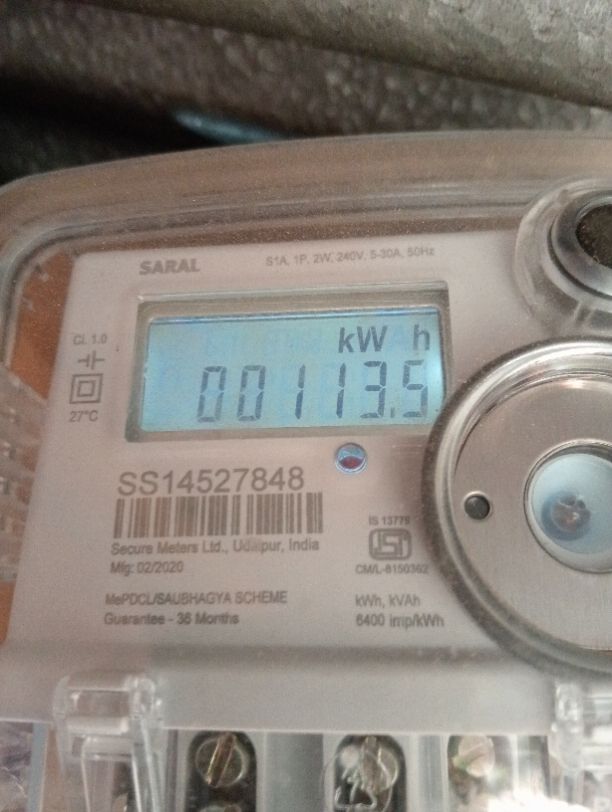 SARAL
S1A, 1P, 2W, 240V, 5-30A, 50Hz
Cl. 1.0
27°C
kW h
00113.5
SS14527848
Secure Meters Ltd., Udaipur, India
Mfg: 02/2020
MePDCL/SAUBHAGYA SCHEME
Guarantee - 36 Months
IS 13779
ISI
CM/L-8150362
kWh, kVAh
6400 imp/kWh